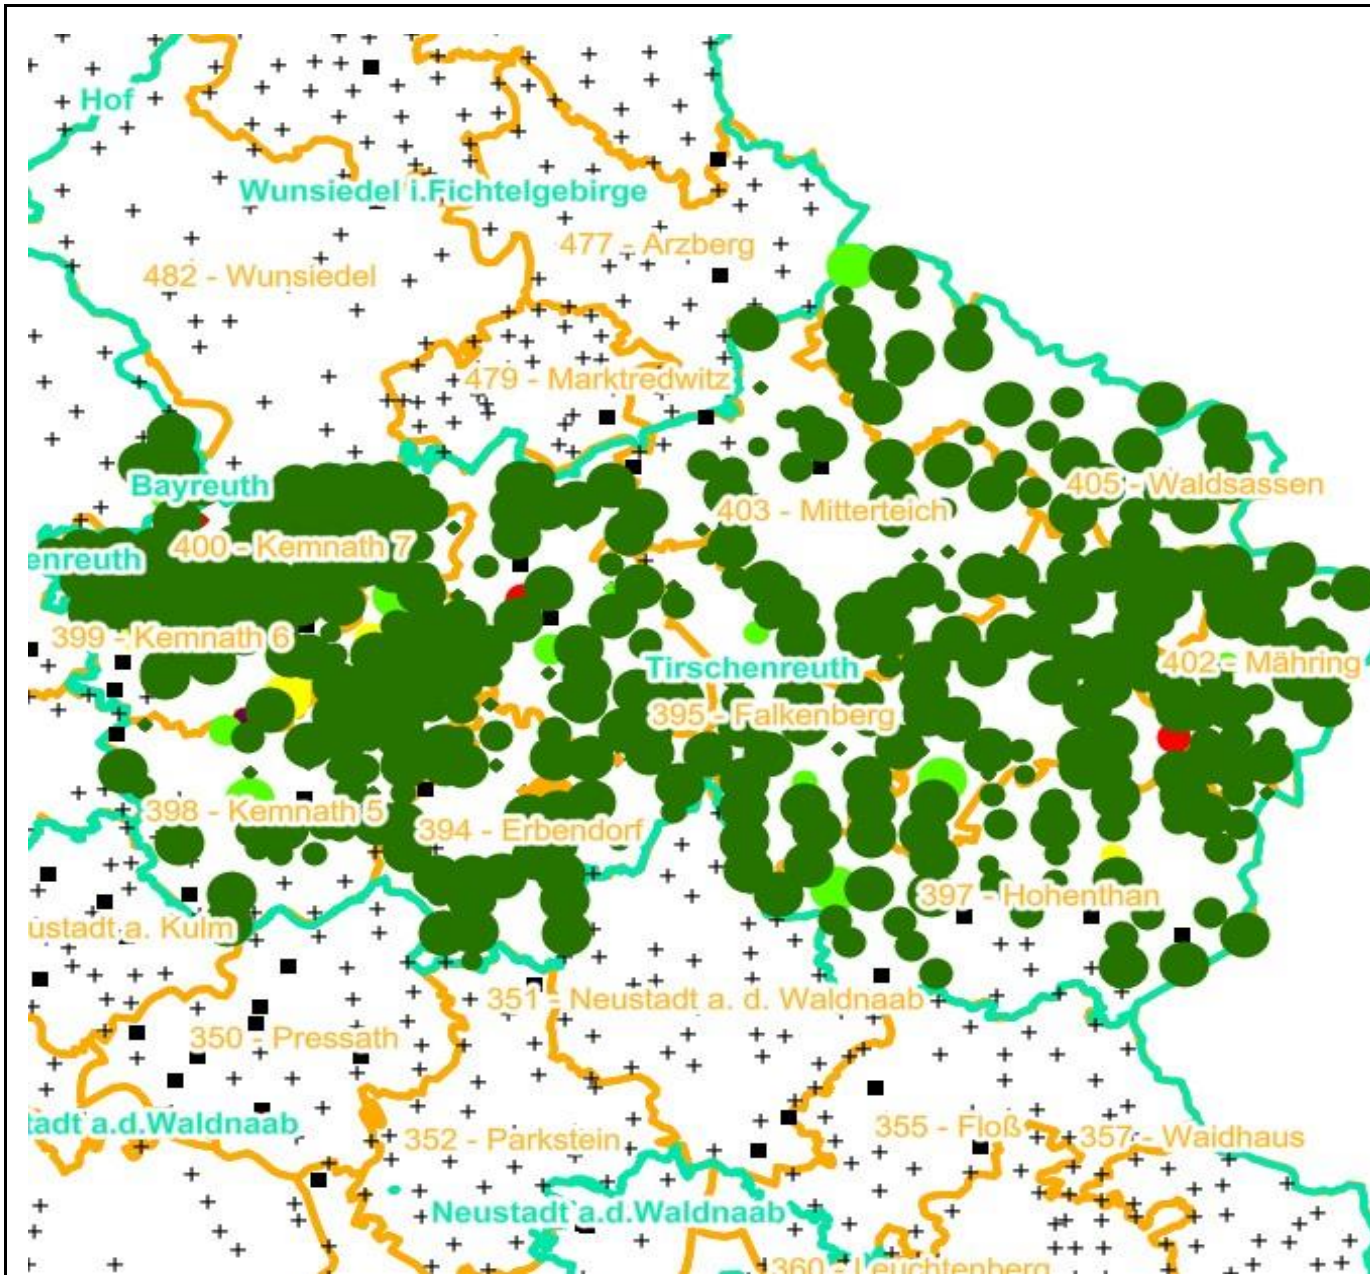 Hof
Wunsiedel i.Fichtelgebirge
477 - Arzberg
482 - Wunsiedel
479 - Marktredwitz
Bayreuth
405 - Waldsassen
403 - Mitterteich
400 - Kemnath 7
enreuth
399 - Kemnath 6
Tirschenreuth
402 - Mähring
395 - Falkenberg
398 - Kemnath 5
394 - Erbendorf
397 - Hohenthan
ustadt a. Kulm
351 - Neustadt a. d. Waldnaab
350 - Pressath
tadt a.d.Waldnaab
352 - Parkstein
355 - Floß
357 - Waidhaus
Neustadt a.d.Waldnaab
360 - Leuchtenberg